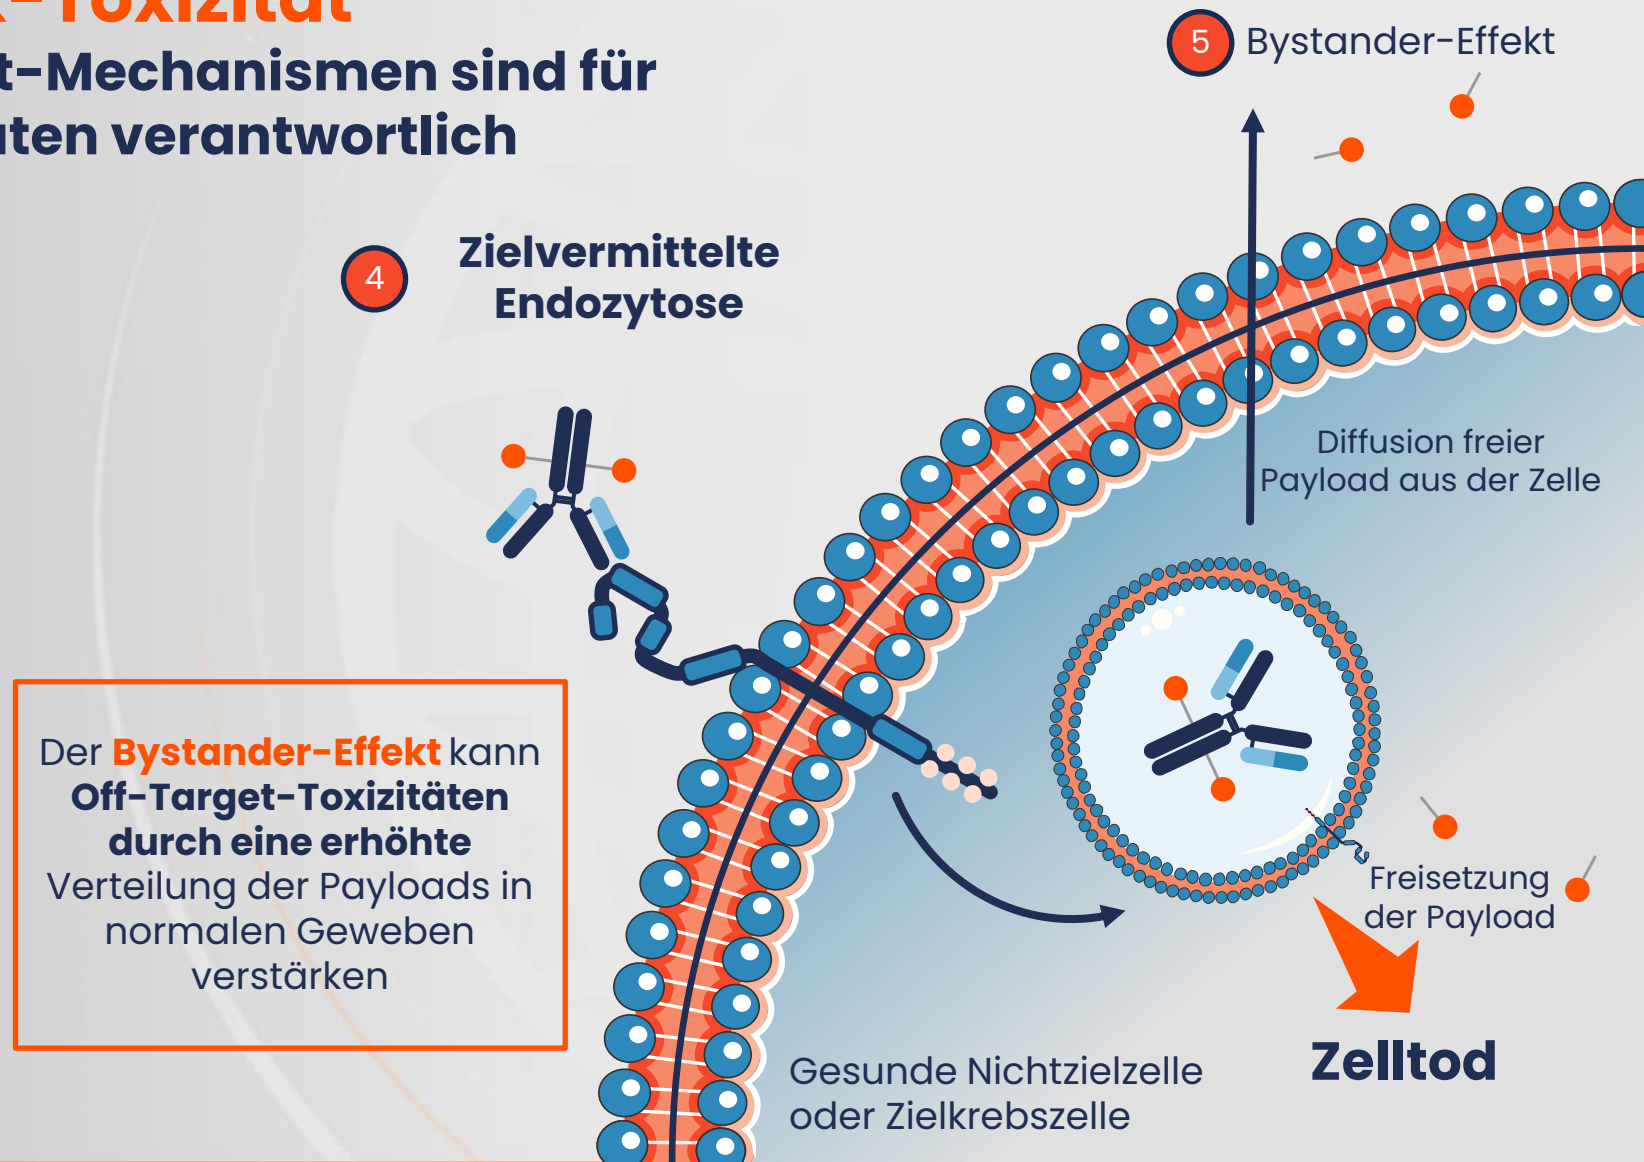 -Toxizität
t-Mechanismen sind für
ten verantwortlich
5 Bystander-Effekt
4 Zielvermittelte
Endozytose
Diffusion freier
Payload aus der Zelle
Der Bystander-Effekt kann
Off-Target-Toxizitäten
durch eine erhöhte
Verteilung der Payloads in
normalen Geweben
verstärken
Freisetzung
der Payload
Zelltod
Gesunde Nichtzielzelle
oder Zielkrebszelle